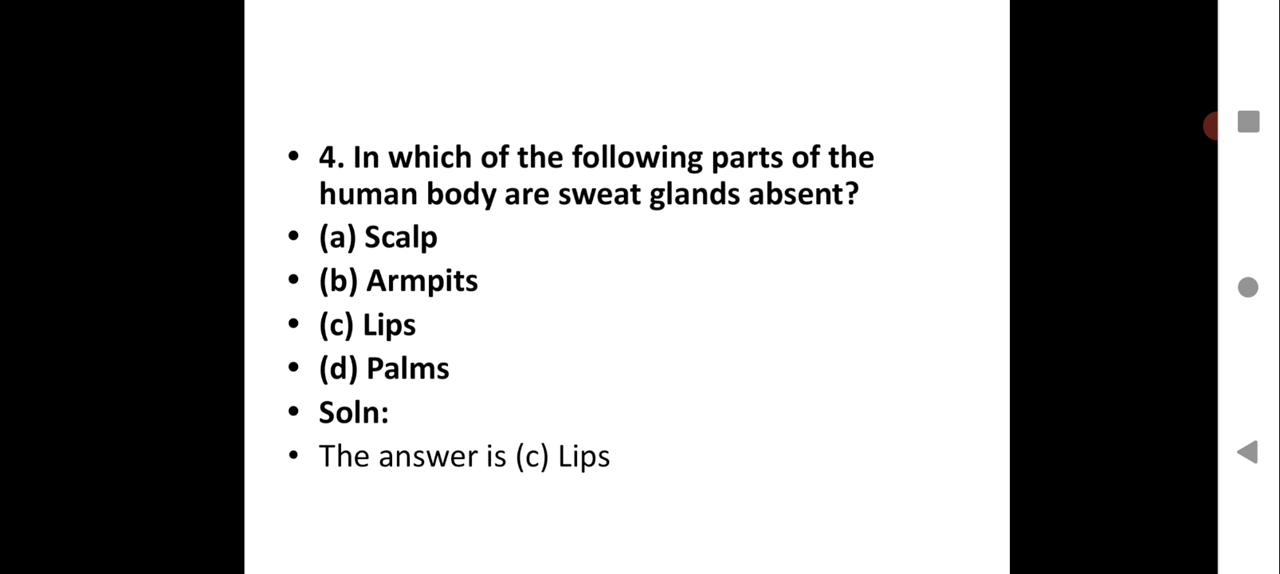 • 4. In which of the following parts of the
human body are sweat glands absent?
• (a) Scalp
• (b) Armpits
• (c) Lips
• (d) Palms
• Soln:
• The answer is (c) Lips